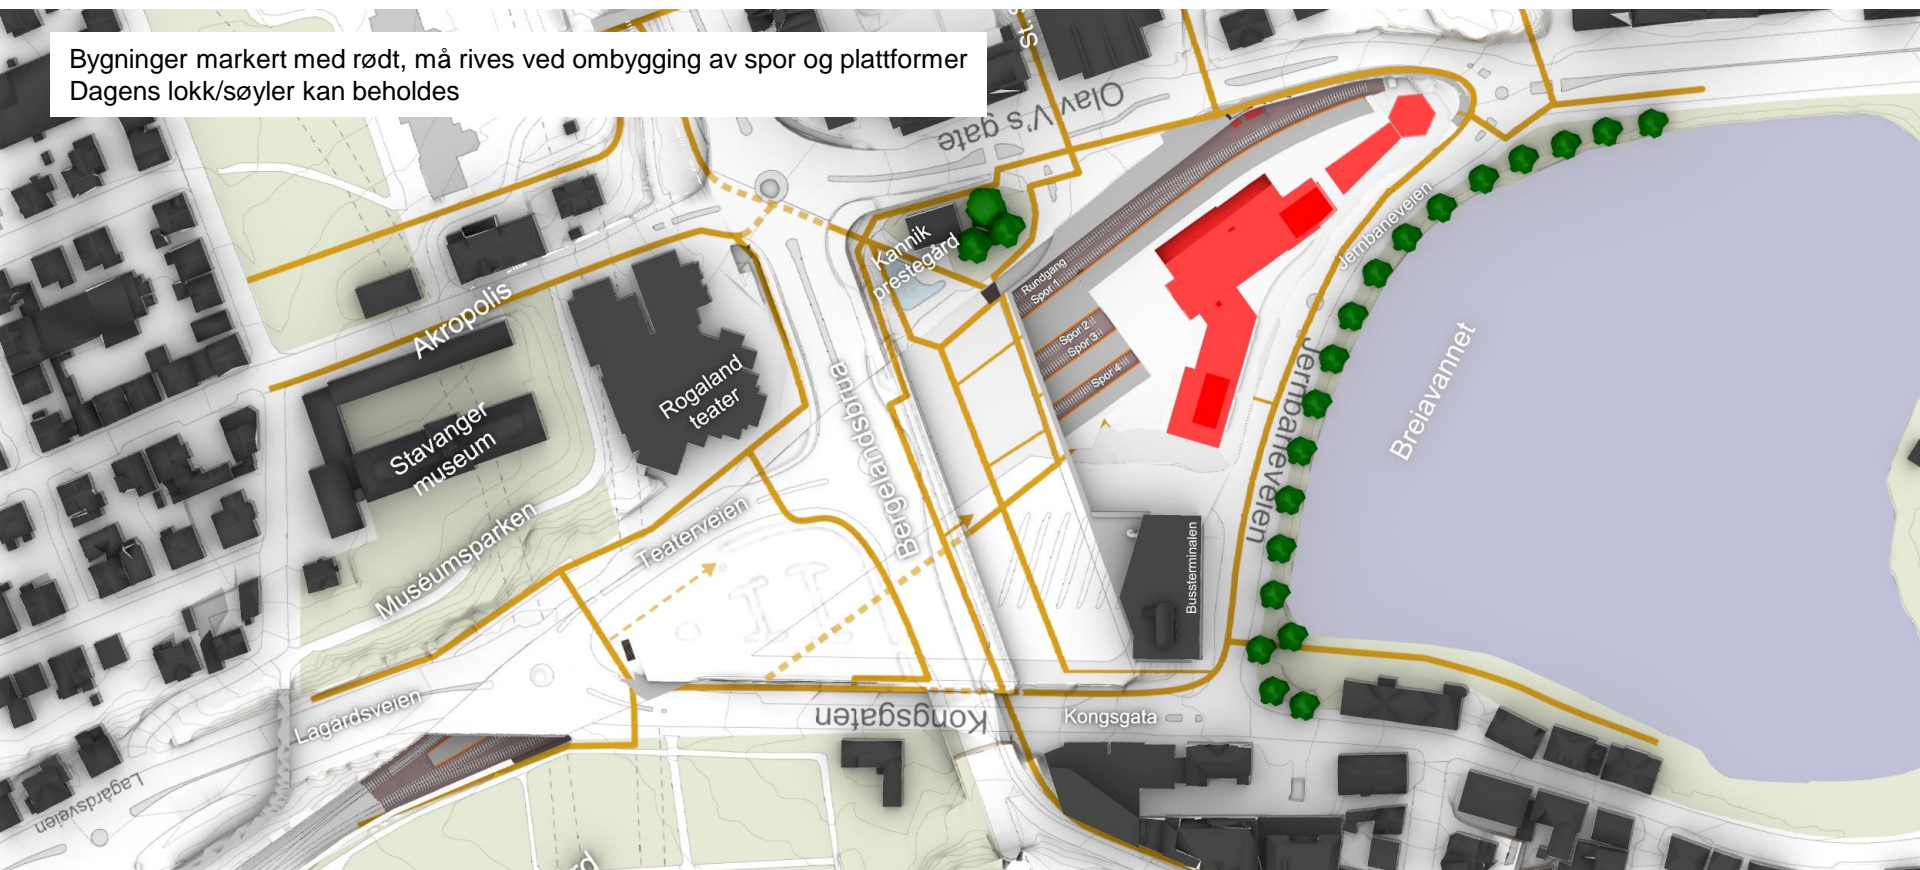 Bygninger markert med rødt, må rives ved ombygging av spor og plattformer
Dagens lokk/søyler kan beholdes
Olav V's gate
Kannik
prestegård
Rundgang
Spor 1
Spor 2
Spor 3
Spor 4
Jernbaneveien
Jernbaneveien
Breiavannet
Akropolis
Stavanger
museum
Rogaland
teater
Bergelandsbrua
Bergelandsbrua
Teaterveien
Muséumsparken
Bussterminalen
Lagårdsveien
Lagårdsveien
Kongsgaten
Kongsgata